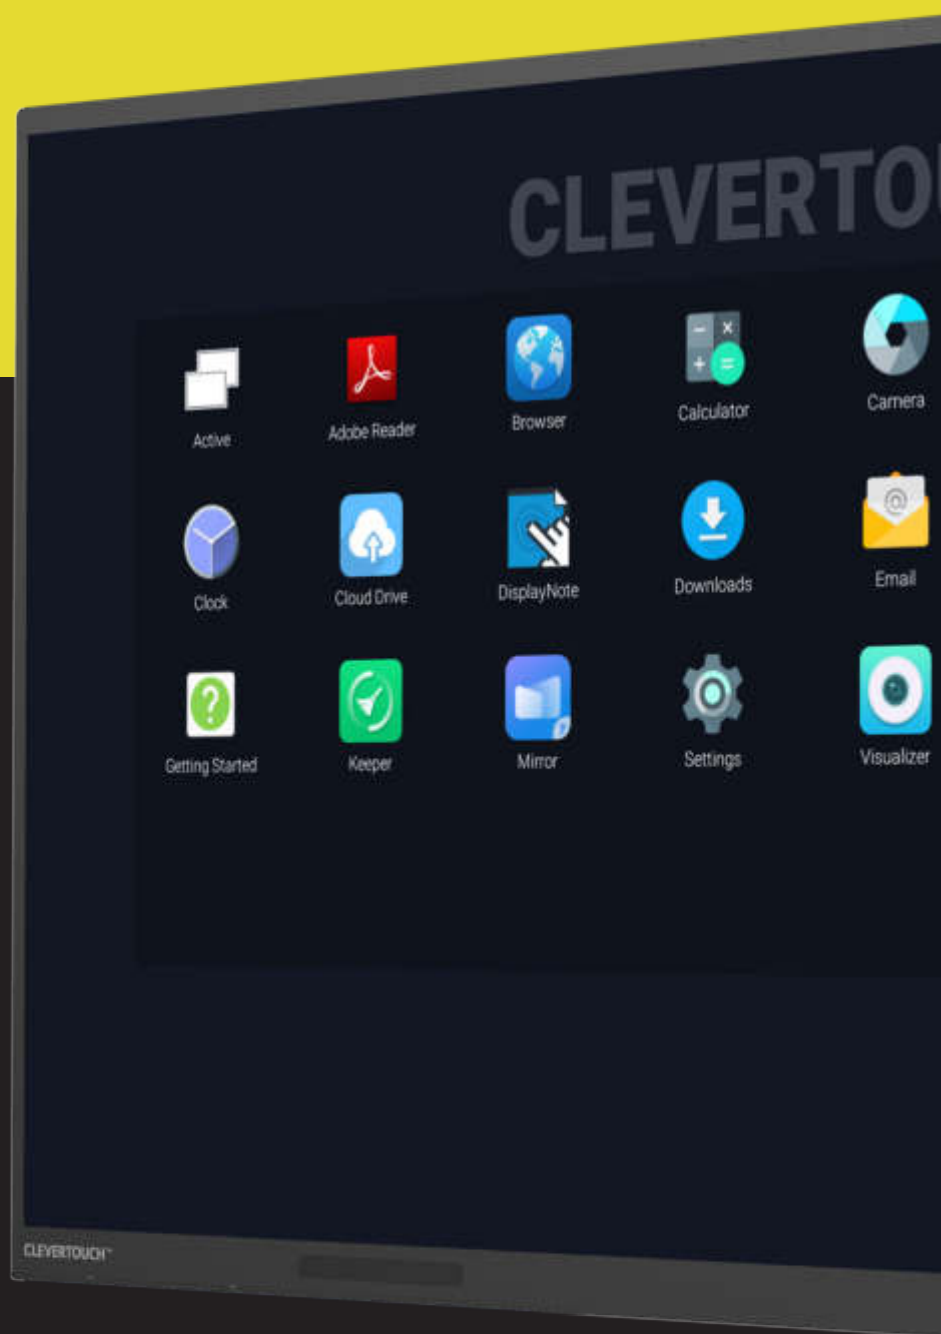 CLEVERTO
Active
Adobe Reader
Browser
Calculator
Camera
Clock
Cloud Drive
DisplayNote
Downloads
Email
Getting Started
Keeper
Mirror
Settings
Visualizer
CLEVERTOUCH™